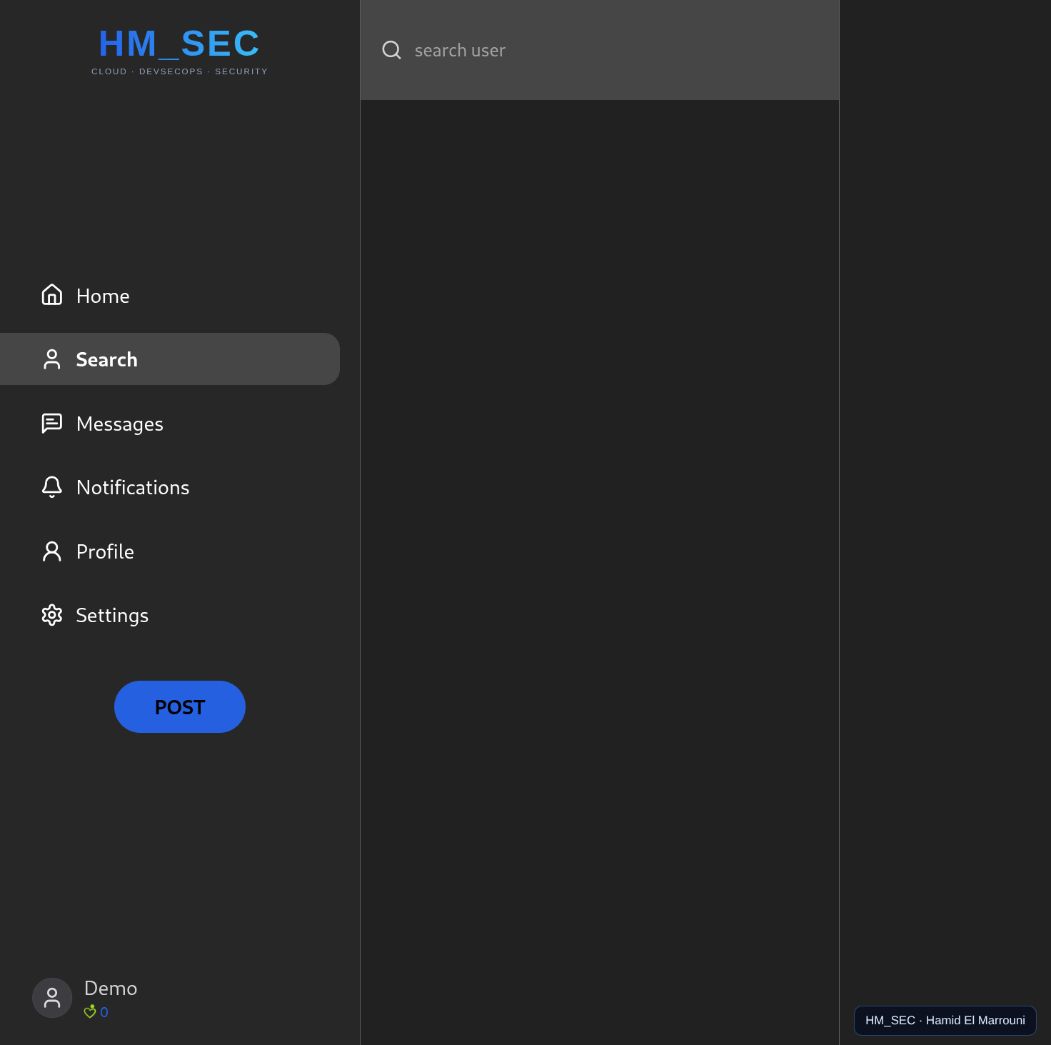 HM_SEC
CLOUD · DEVSECOPS · SECURITY
search user
Home
Search
Messages
Notifications
Profile
Settings
POST
Demo
0
HM_SEC · Hamid El Marrouni